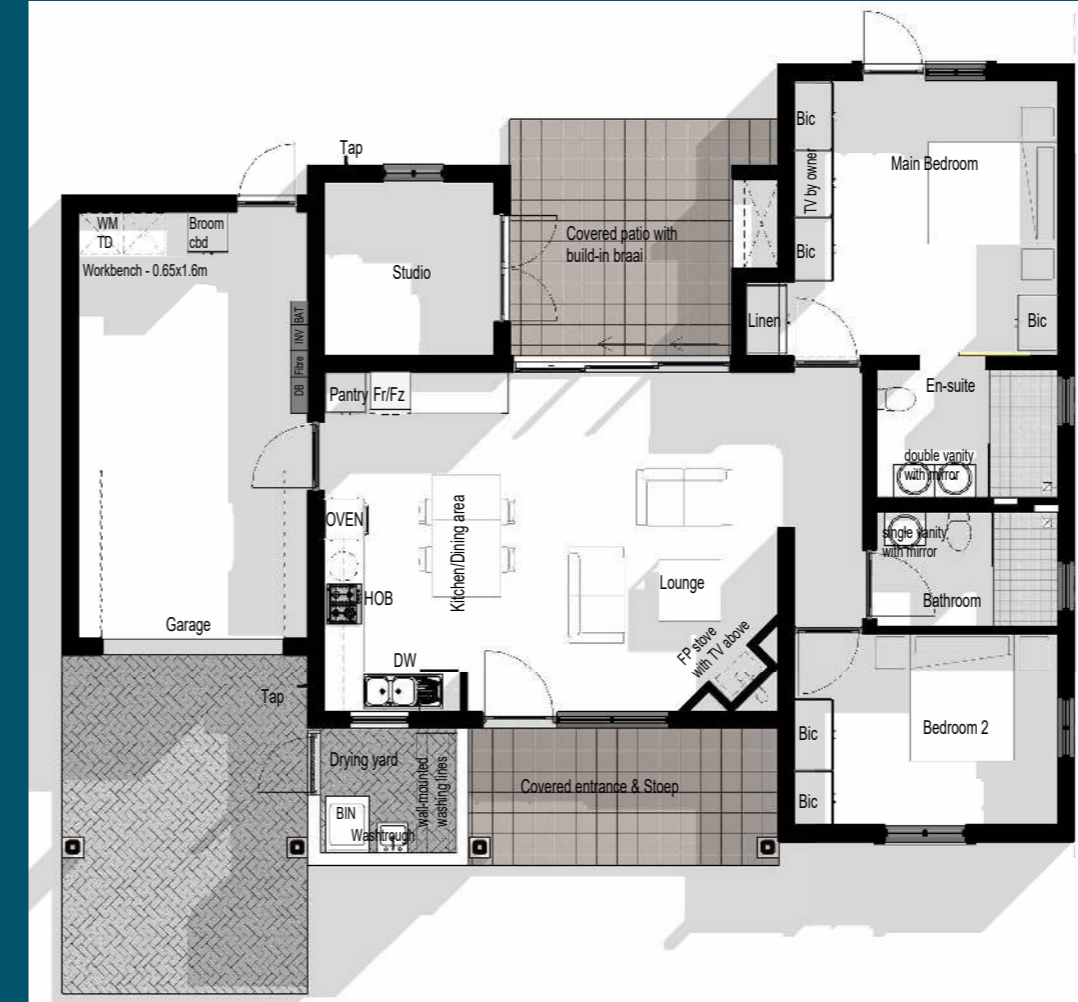 Tap
WM
TD
Broom
cbd
Workbench - 0.65x1.6m
Studio
Covered patio with
build-in braai
Bic
TV by owner
Bic
Main Bedroom
Linen
Bic
BAT
INV
Fibre
DB
Pantry
Fr/Fz
En-suite
double vanity
with mirror
OVEN
Kitchen/Dining area
single vanity
with mirror
HOB
Lounge
Bathroom
Garage
FP stove
with TV above
DW
Tap
Drying yard
wall-mounted
washing lines
BIN
Washtrough
Covered entrance & Stoep
Bic
Bic
Bedroom 2